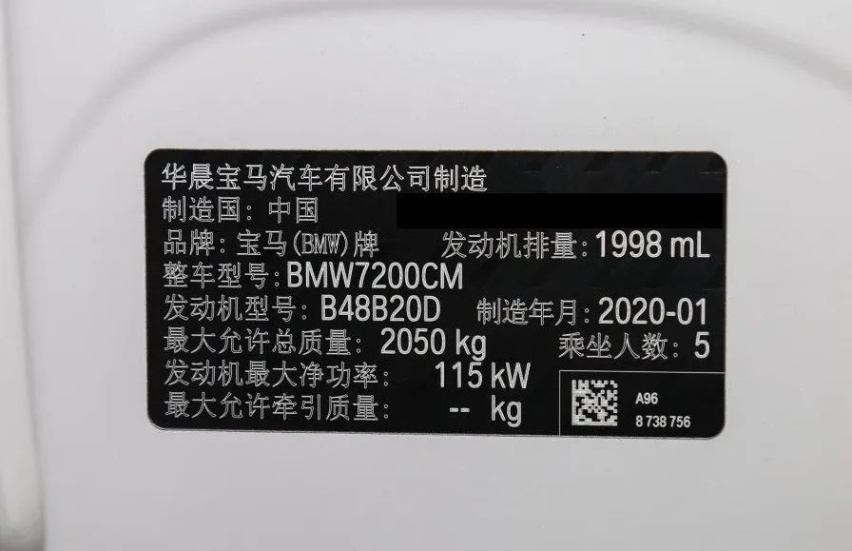 华晨宝马汽车有限公司制造
制造国：中国
品牌：宝马(BMW)牌 发动机排量：1998 mL
整车型号：BMW7200CM
发动机型号：B48B20D 制造年月：2020-01
最大允许总质量：2050 kg 乘坐人数：5
发动机最大净功率：115 kW
最大允许牵引质量：-- kg
A96
8 738 756